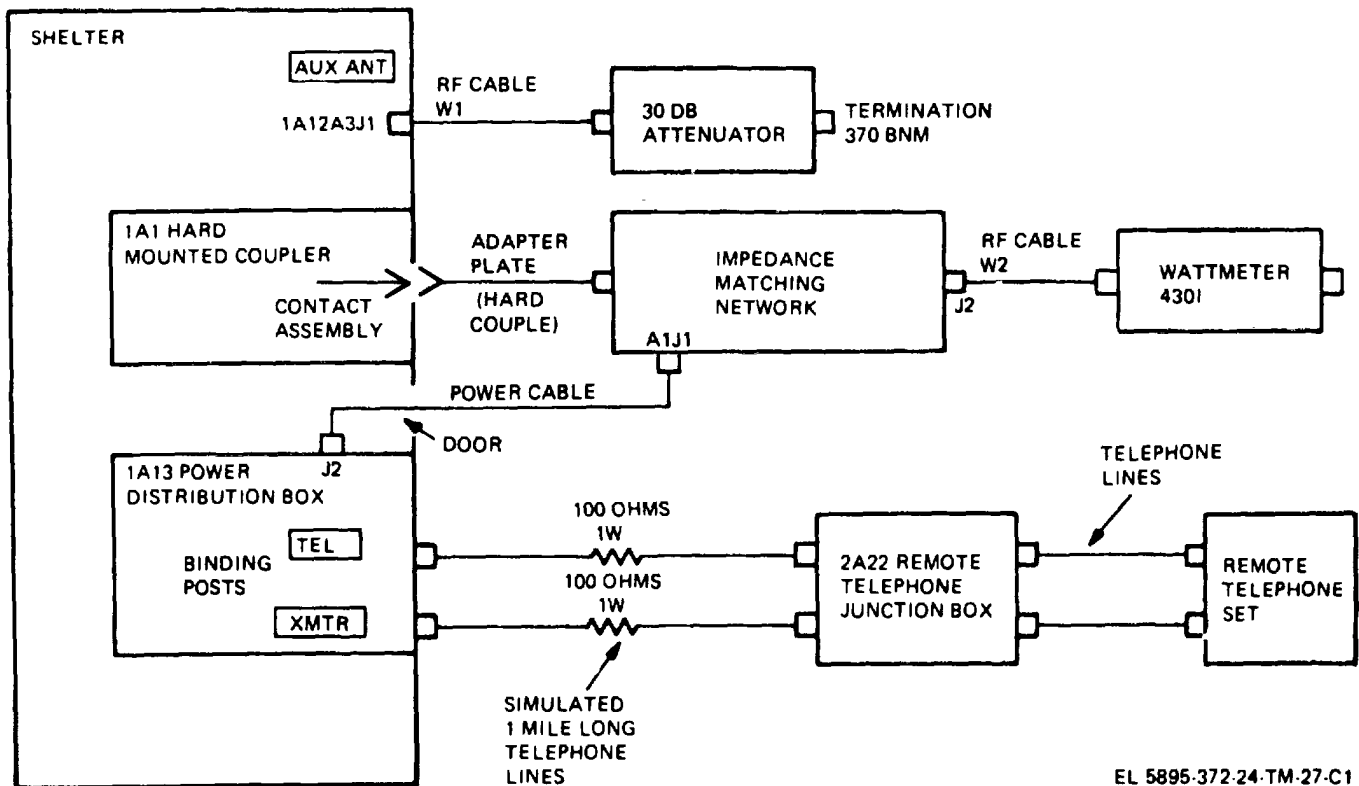 SHELTER
AUX ANT
1A12A3J1
RF CABLE
W1
30 DB
ATTENUATOR
TERMINATION
370 BNM
1A1 HARD
MOUNTED COUPLER
CONTACT
ASSEMBLY
ADAPTER
PLATE
(HARD
COUPLE)
IMPEDANCE
MATCHING
NETWORK
A1J1
J2
RF CABLE
W2
WATTMETER
430I
POWER CABLE
DOOR
J2
1A13 POWER
DISTRIBUTION BOX
TEL
BINDING
POSTS
XMTR
100 OHMS
1W
100 OHMS
1W
SIMULATED
1 MILE LONG
TELEPHONE
LINES
2A22 REMOTE
TELEPHONE
JUNCTION BOX
TELEPHONE
LINES
REMOTE
TELEPHONE
SET
EL 5895-372-24-TM-27-C1